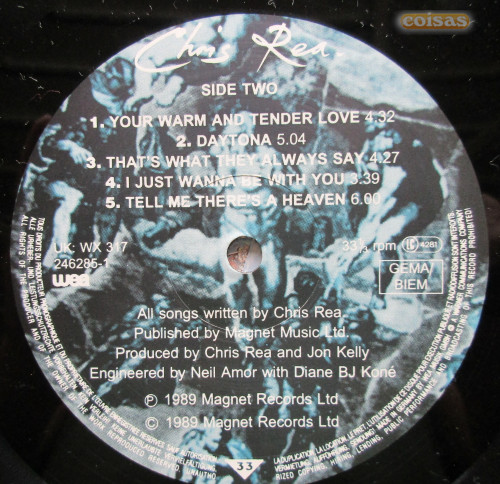 coisas
Chris Rea.
SIDE TWO
1. YOUR WARM AND TENDER LOVE 4.32
2. DAYTONA 5.04
3. THAT'S WHAT THEY ALWAYS SAY 4.27
4. I JUST WANNA BE WITH YOU 3.39
5. TELL ME THERE'S A HEAVEN 6.00
UK: WX 317
246285-1
wea
33⅓ rpm
LC 4281
GEMA/
BIEM
All songs written by Chris Rea.
Published by Magnet Music Ltd.
Produced by Chris Rea and Jon Kelly
Engineered by Neil Amor with Diane BJ Koné
℗ 1989 Magnet Records Ltd
© 1989 Magnet Records Ltd
33